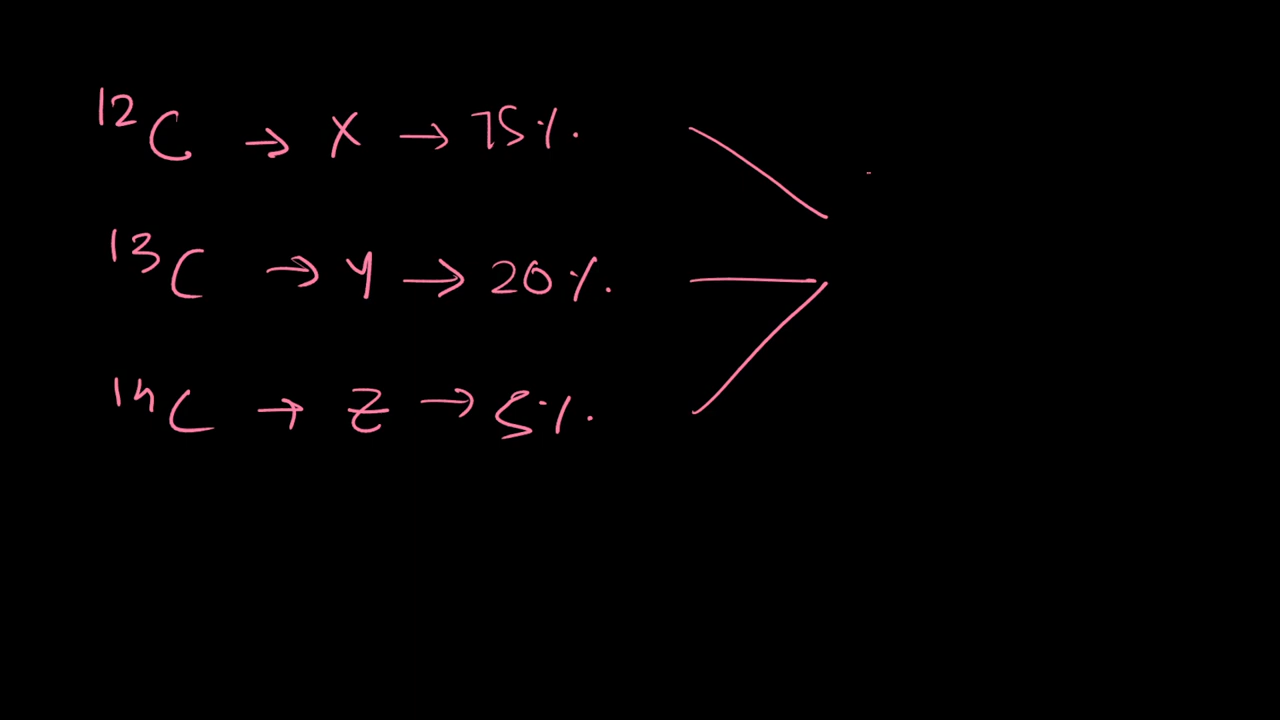 ¹²C → X → 75%.
¹³C → Y → 20%.
¹⁴C → Z → 5%.